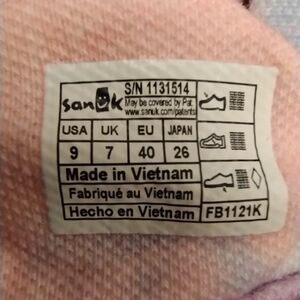 sanuk
S/N 1131514
May be covered by Pat.
www.sanuk.com/patents
USA UK EU JAPAN
9 7 40 26
Made in Vietnam
Fabriqué au Vietnam
Hecho en Vietnam
FB1121K